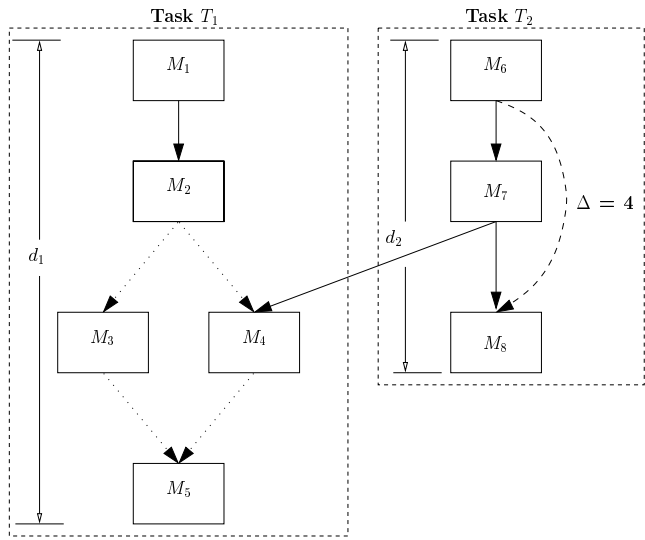 Task T₁
Task T₂
M₁
M₆
M₂
M₇
Δ = 4
d₂
d₁
M₃
M₄
M₈
M₅